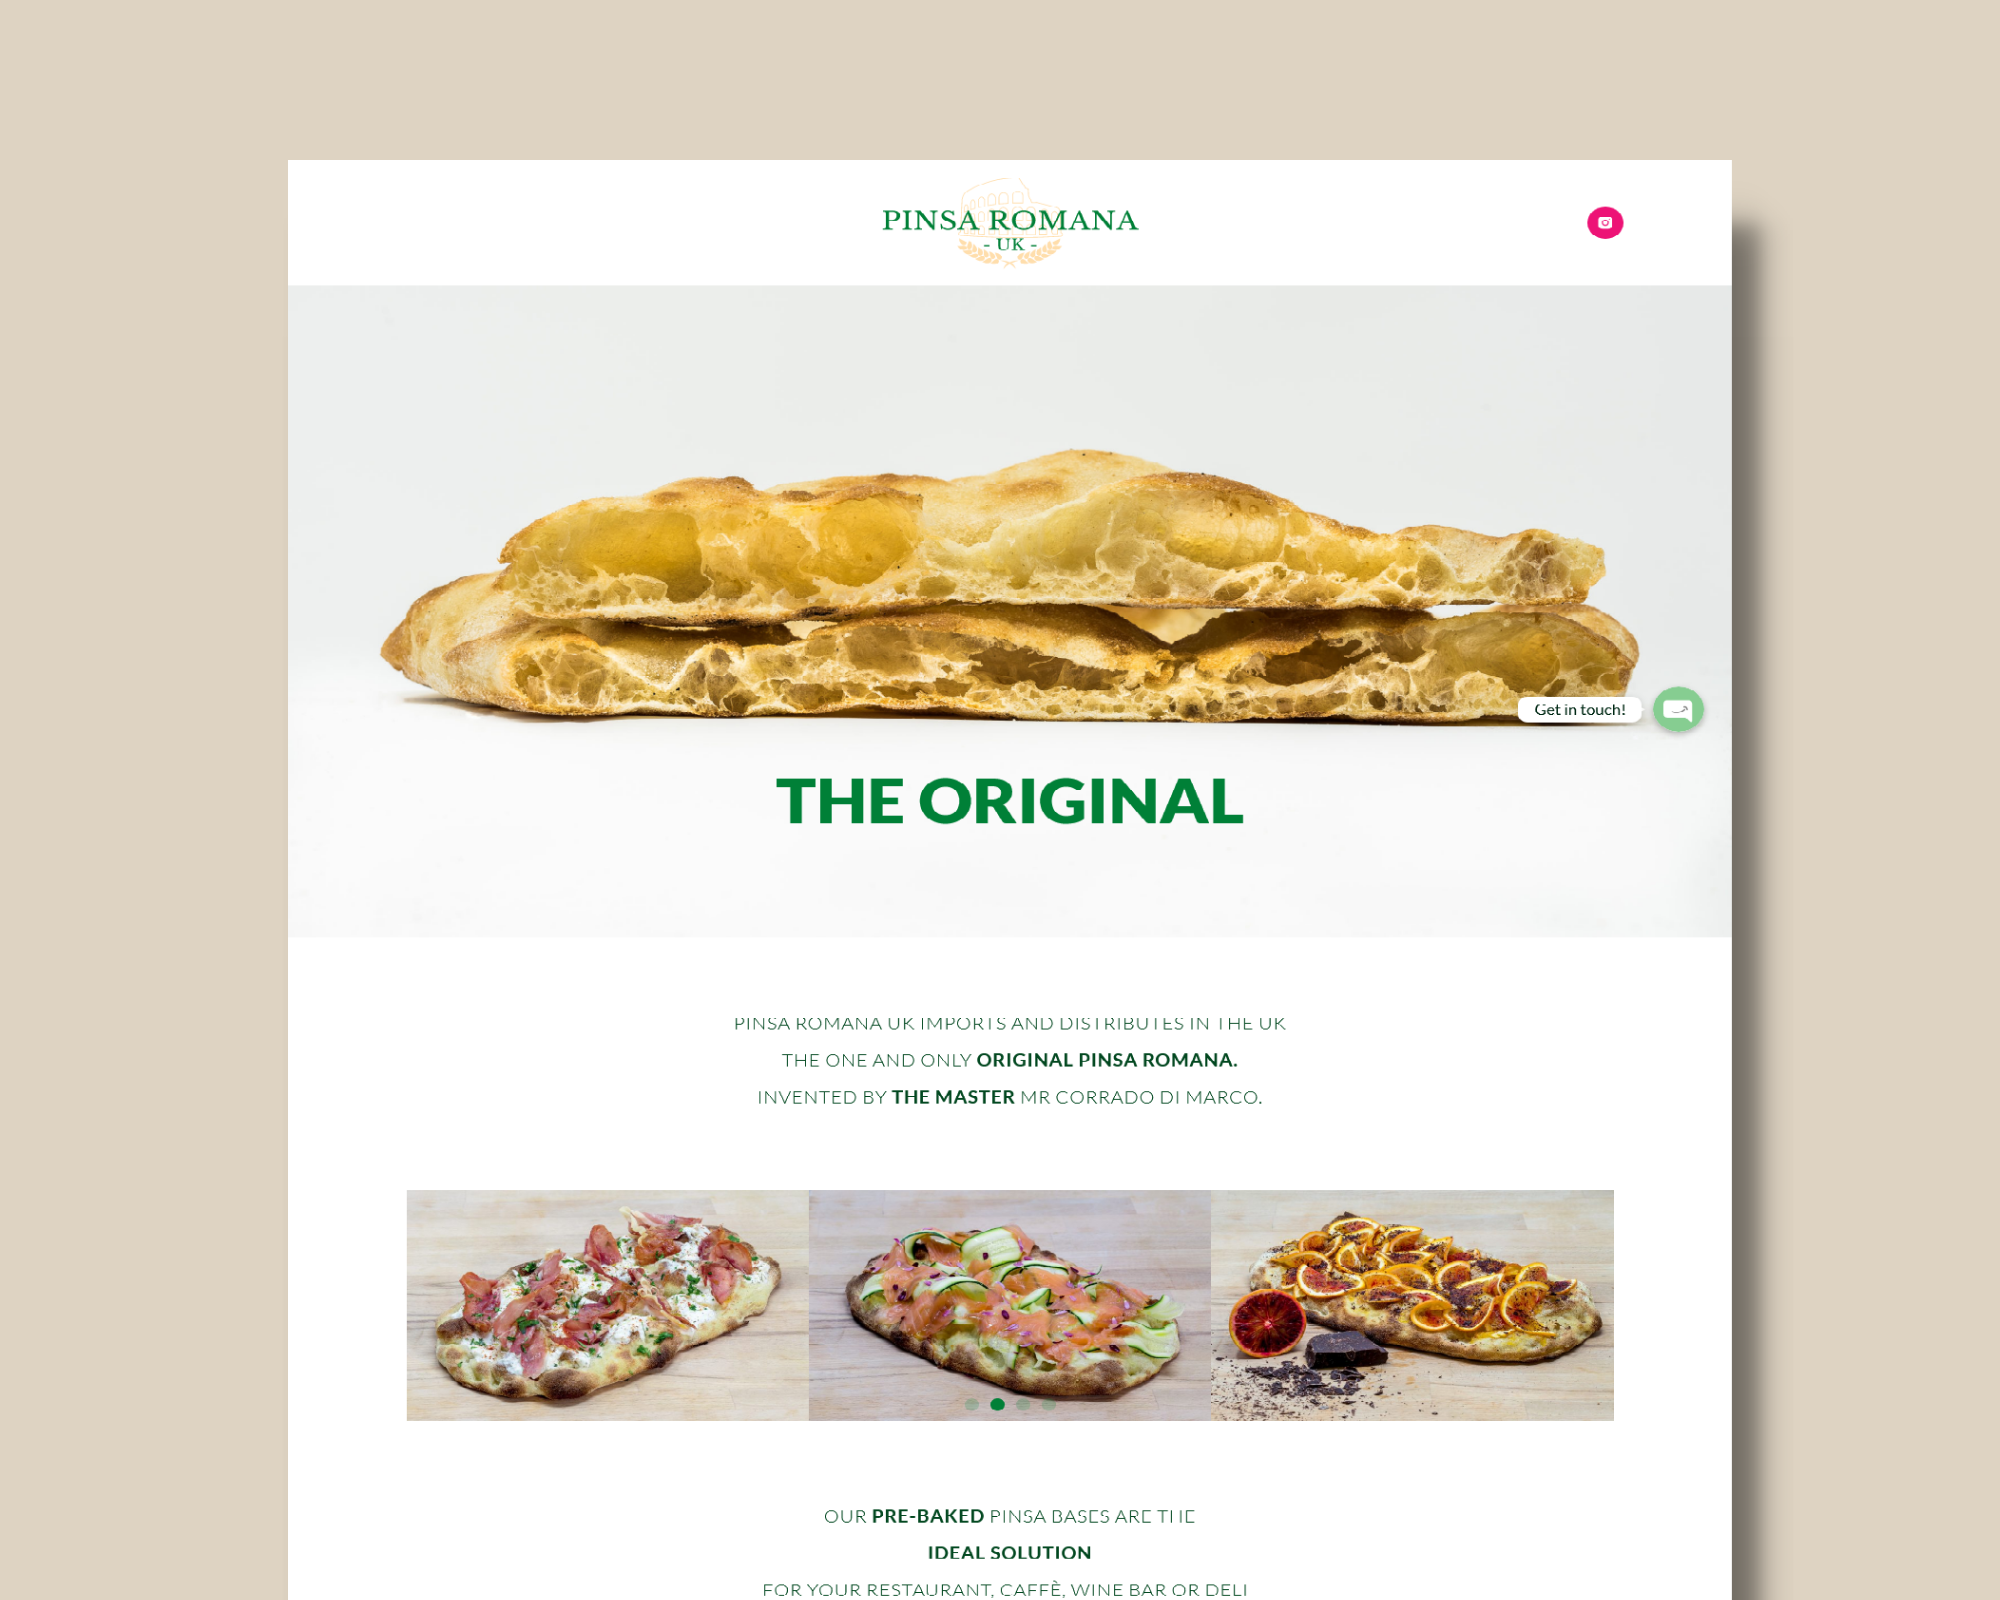 PINSA ROMANA
- UK -
Get in touch!
THE ORIGINAL
PINSA ROMANA UK IMPORTS AND DISTRIBUTES IN THE UK
THE ONE AND ONLY ORIGINAL PINSA ROMANA.
INVENTED BY THE MASTER MR CORRADO DI MARCO.
OUR PRE-BAKED PINSA BASES ARE THE
IDEAL SOLUTION
FOR YOUR RESTAURANT, CAFFÈ, WINE BAR OR DELI